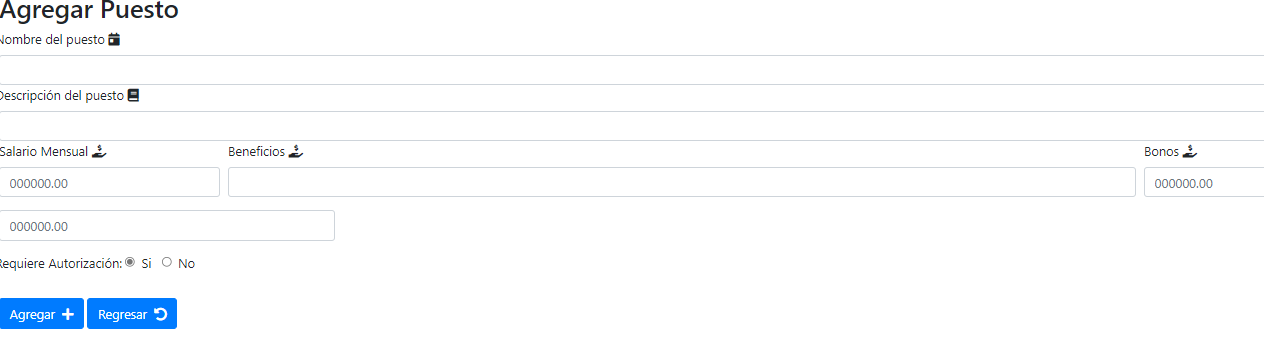 Agregar Puesto
Nombre del puesto
Descripción del puesto
Salario Mensual Beneficios Bonos
000000.00 000000.00
000000.00
Requiere Autorización: Si No
Agregar Regresar